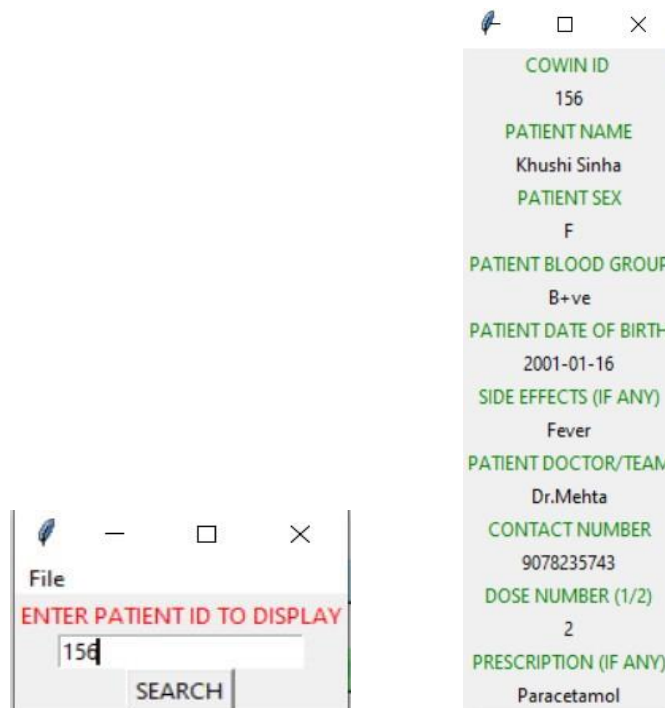 File
ENTER PATIENT ID TO DISPLAY
156
SEARCH
COWIN ID
156
PATIENT NAME
Khushi Sinha
PATIENT SEX
F
PATIENT BLOOD GROUP
B+ve
PATIENT DATE OF BIRTH
2001-01-16
SIDE EFFECTS (IF ANY)
Fever
PATIENT DOCTOR/TEAM
Dr.Mehta
CONTACT NUMBER
9078235743
DOSE NUMBER (1/2)
2
PRESCRIPTION (IF ANY)
Paracetamol